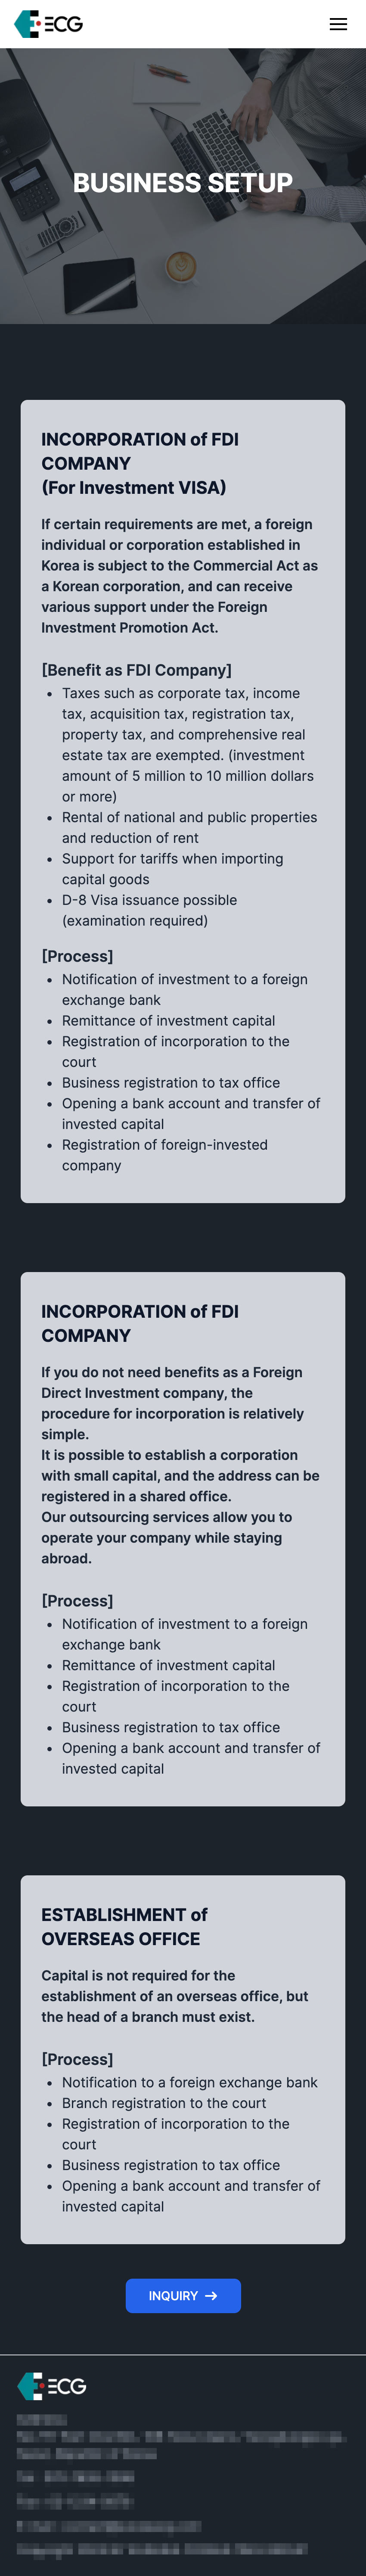 ECG
BUSINESS SETUP
INCORPORATION of FDI
COMPANY
(For Investment VISA)
If certain requirements are met, a foreign
individual or corporation established in
Korea is subject to the Commercial Act as
a Korean corporation, and can receive
various support under the Foreign
Investment Promotion Act.
[Benefit as FDI Company]
• Taxes such as corporate tax, income
tax, acquisition tax, registration tax,
property tax, and comprehensive real
estate tax are exempted. (investment
amount of 5 million to 10 million dollars
or more)
• Rental of national and public properties
and reduction of rent
• Support for tariffs when importing
capital goods
• D-8 Visa issuance possible
(examination required)
[Process]
• Notification of investment to a foreign
exchange bank
• Remittance of investment capital
• Registration of incorporation to the
court
• Business registration to tax office
• Opening a bank account and transfer of
invested capital
• Registration of foreign-invested
company
INCORPORATION of FDI
COMPANY
If you do not need benefits as a Foreign
Direct Investment company, the
procedure for incorporation is relatively
simple.
It is possible to establish a corporation
with small capital, and the address can be
registered in a shared office.
Our outsourcing services allow you to
operate your company while staying
abroad.
[Process]
• Notification of investment to a foreign
exchange bank
• Remittance of investment capital
• Registration of incorporation to the
court
• Business registration to tax office
• Opening a bank account and transfer of
invested capital
ESTABLISHMENT of
OVERSEAS OFFICE
Capital is not required for the
establishment of an overseas office, but
the head of a branch must exist.
[Process]
• Notification to a foreign exchange bank
• Branch registration to the court
• Registration of incorporation to the
court
• Business registration to tax office
• Opening a bank account and transfer of
invested capital
INQUIRY →
ECG